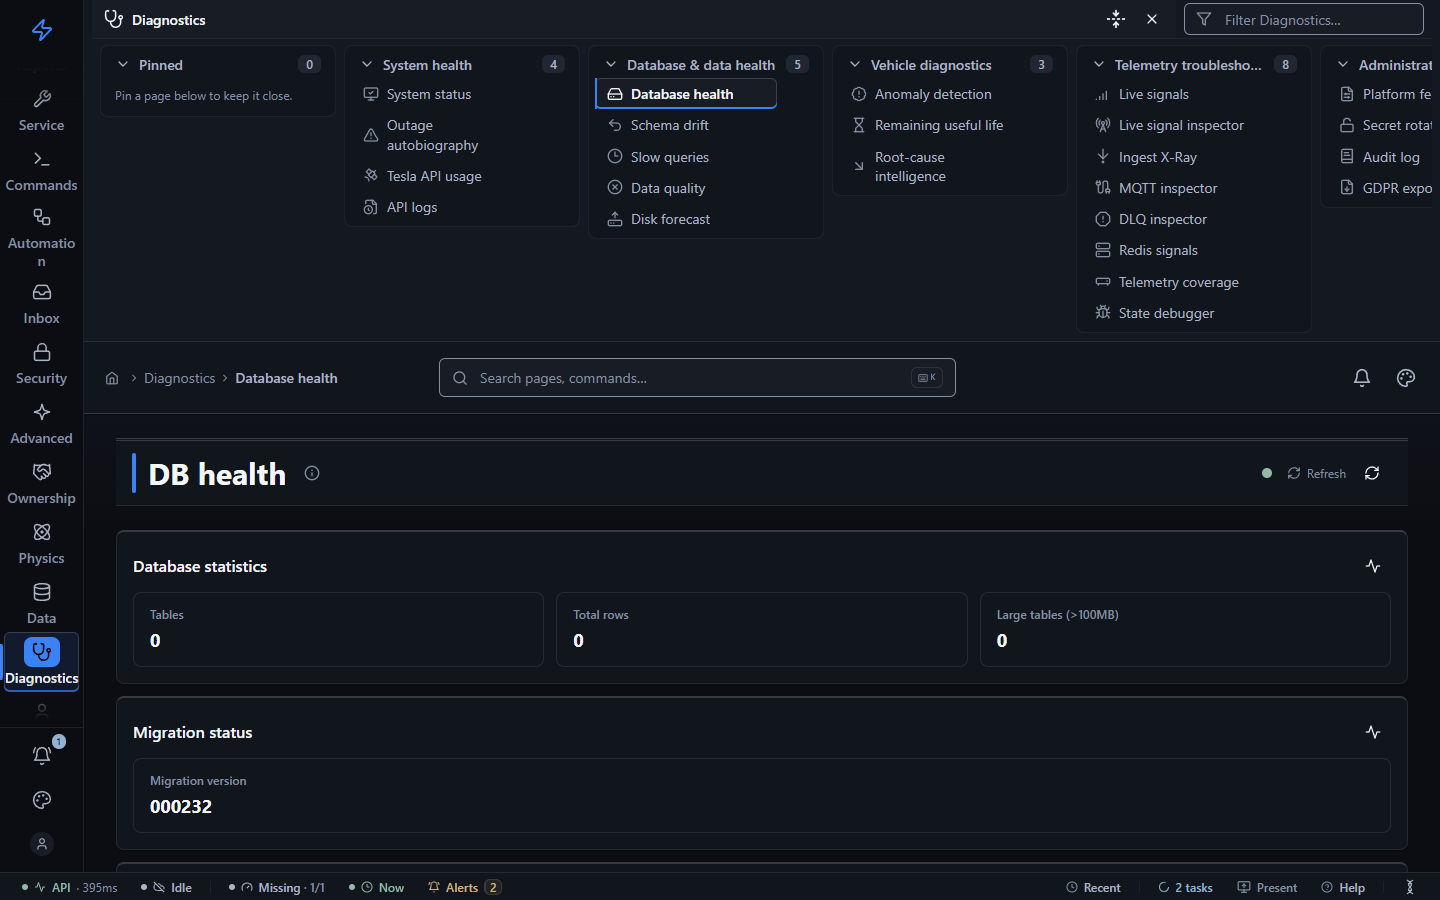 Diagnostics
Filter Diagnostics...
Service
Commands
Automatio
n
Inbox
Security
Advanced
Ownership
Physics
Data
Diagnostics
1
Pinned
0
Pin a page below to keep it close.
System health
4
System status
Outage
autobiography
Tesla API usage
API logs
Database & data health
5
Database health
Schema drift
Slow queries
Data quality
Disk forecast
Vehicle diagnostics
3
Anomaly detection
Remaining useful life
Root-cause
intelligence
Telemetry troublesho...
8
Live signals
Live signal inspector
Ingest X-Ray
MQTT inspector
DLQ inspector
Redis signals
Telemetry coverage
State debugger
Administrat
Platform fe
Secret rotat
Audit log
GDPR expo
Diagnostics
Database health
Search pages, commands...
K
DB health
Refresh
Database statistics
Tables
0
Total rows
0
Large tables (>100MB)
0
Migration status
Migration version
000232
API · 395ms
Idle
Missing · 1/1
Now
Alerts 2
Recent
2 tasks
Present
Help